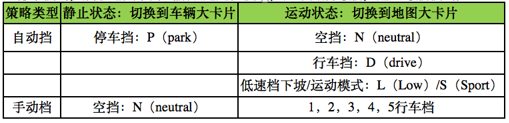 策略类型 静止状态：切换到车辆大卡片 运动状态：切换到地图大卡片
自动挡 停车挡：P（park） 空挡：N（neutral）
行车挡：D（drive）
低速档下坡/运动模式：L（Low）/S（Sport）
手动档 空挡：N（neutral） 1，2，3，4，5行车档